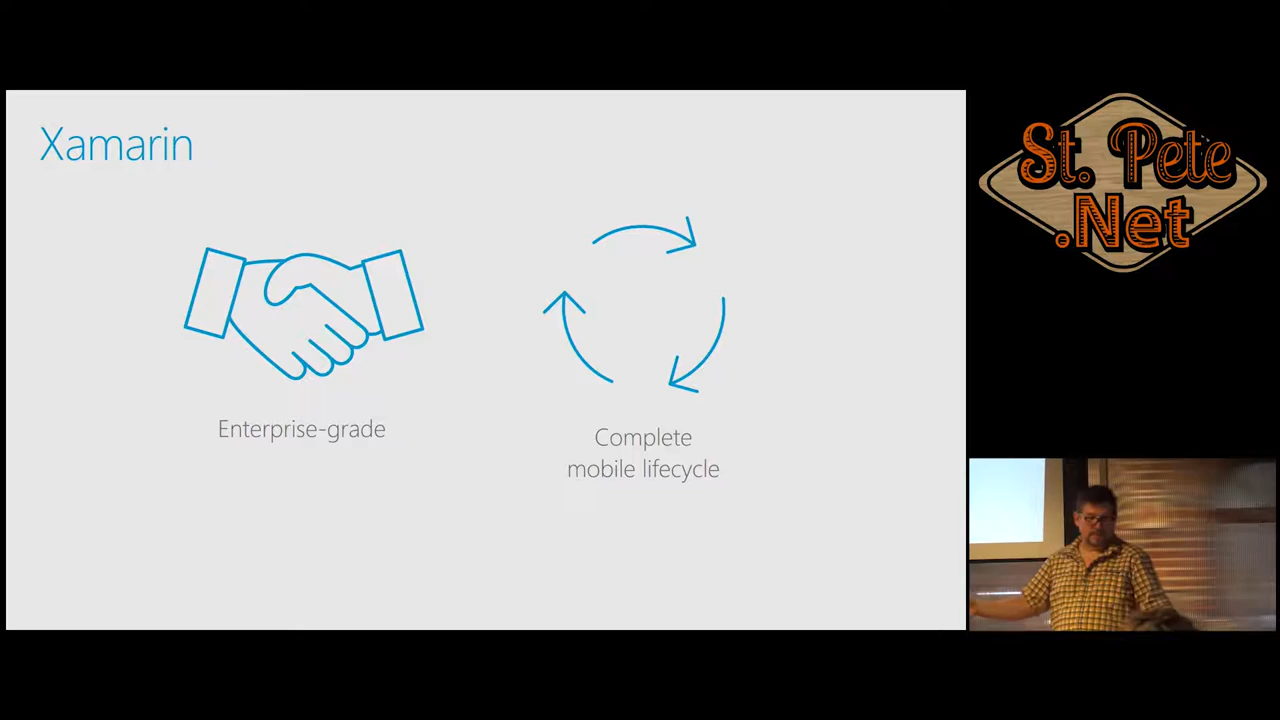 Xamarin
Enterprise-grade
Complete
mobile lifecycle
St. Pete
.Net